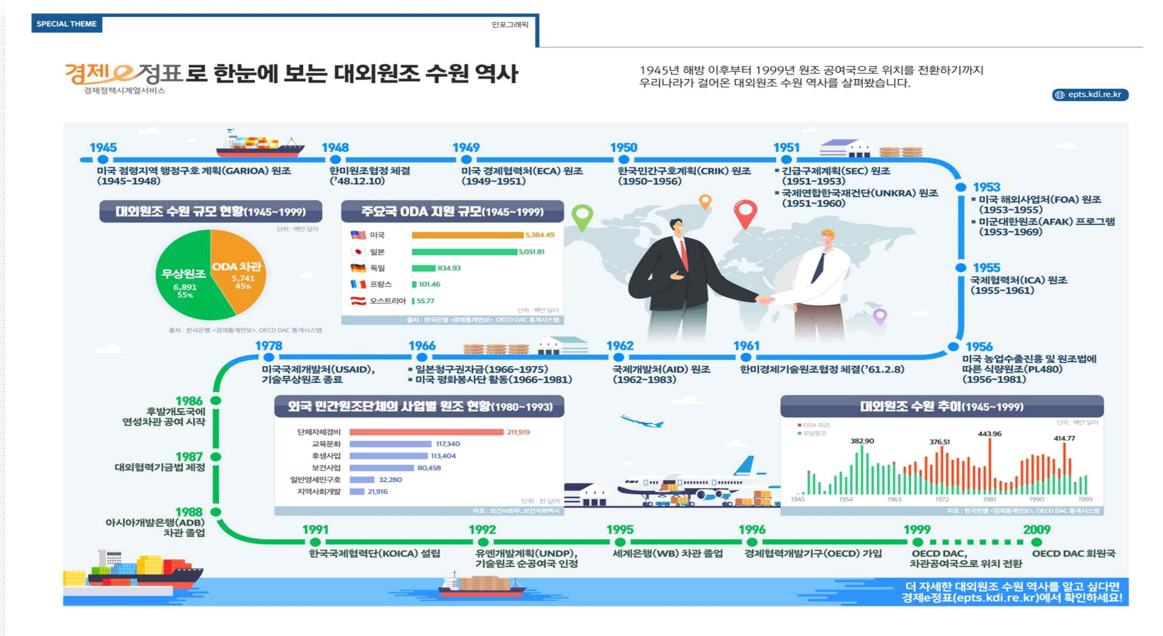 SPECIAL THEME
인포그래픽
경제e정표로 한눈에 보는 대외원조 수원 역사
경제정책시계열서비스
1945년 해방 이후부터 1999년 원조 공여국으로 위치를 전환하기까지
우리나라가 걸어온 대외원조 수원 역사를 살펴봤습니다.
epts.kdi.re.kr
1945
미국 점령지역 행정구호 계획(GARIOA) 원조
(1945~1948)
1948
한미원조협정 체결
('48.12.10)
1949
미국 경제협력처(ECA) 원조
(1949~1951)
1950
한국민간구호계획(CRIK) 원조
(1950~1956)
1951
▪ 긴급구제계획(SEC) 원조
(1951~1953)
▪ 국제연합한국재건단(UNKRA) 원조
(1951~1960)
1953
▪ 미국 해외사업처(FOA) 원조
(1953~1955)
▪ 미군대한원조(AFAK) 프로그램
(1953~1969)
1955
국제협력처(ICA) 원조
(1955~1961)
1956
미국 농업수출진흥 및 원조법에
따른 식량원조(PL480)
(1956~1981)
대외원조 수원 규모 현황(1945~1999)
단위 : 백만 달러
무상원조
6,891
55%
ODA 차관
5,741
45%
출처 : 한국은행 <경제통계연보>, OECD DAC 통계시스템
주요국 ODA 지원 규모(1945~1999)
미국 5,384.49
일본 5,051.81
독일 834.93
프랑스 101.46
오스트리아 55.77
단위 : 백만 달러
출처 : 한국은행 <경제통계연보>, OECD DAC 통계시스템
1961
한미경제기술원조협정 체결('61.2.8)
1962
국제개발처(AID) 원조
(1962~1983)
1966
▪ 일본청구권자금(1966~1975)
▪ 미국 평화봉사단 활동(1966~1981)
1978
미국국제개발처(USAID),
기술무상원조 종료
1986
후발개도국에
연성차관 공여 시작
1987
대외협력기금법 제정
1988
아시아개발은행(ADB)
차관 졸업
외국 민간원조단체의 사업별 원조 현황(1980~1993)
단체자체경비 211,919
교육문화 117,340
후생사업 113,404
보건사업 80,458
일반영세민구호 32,280
지역사회개발 21,916
단위 : 천 달러
자료 : 보건사회부, 보건사회백서
대외원조 수원 추이(1945~1999)
단위 : 백만 달러
ODA 차관
무상원조
382.90
376.51
443.96
414.77
1945 1954 1963 1972 1981 1990 1999
자료 : 한국은행 <경제통계연보>, OECD DAC 통계시스템
1991
한국국제협력단(KOICA) 설립
1992
유엔개발계획(UNDP),
기술원조 순공여국 인정
1995
세계은행(WB) 차관 졸업
1996
경제협력개발기구(OECD) 가입
1999
OECD DAC,
차관공여국으로 위치 전환
2009
OECD DAC 회원국
더 자세한 대외원조 수원 역사를 알고 싶다면
경제e정표(epts.kdi.re.kr)에서 확인하세요!